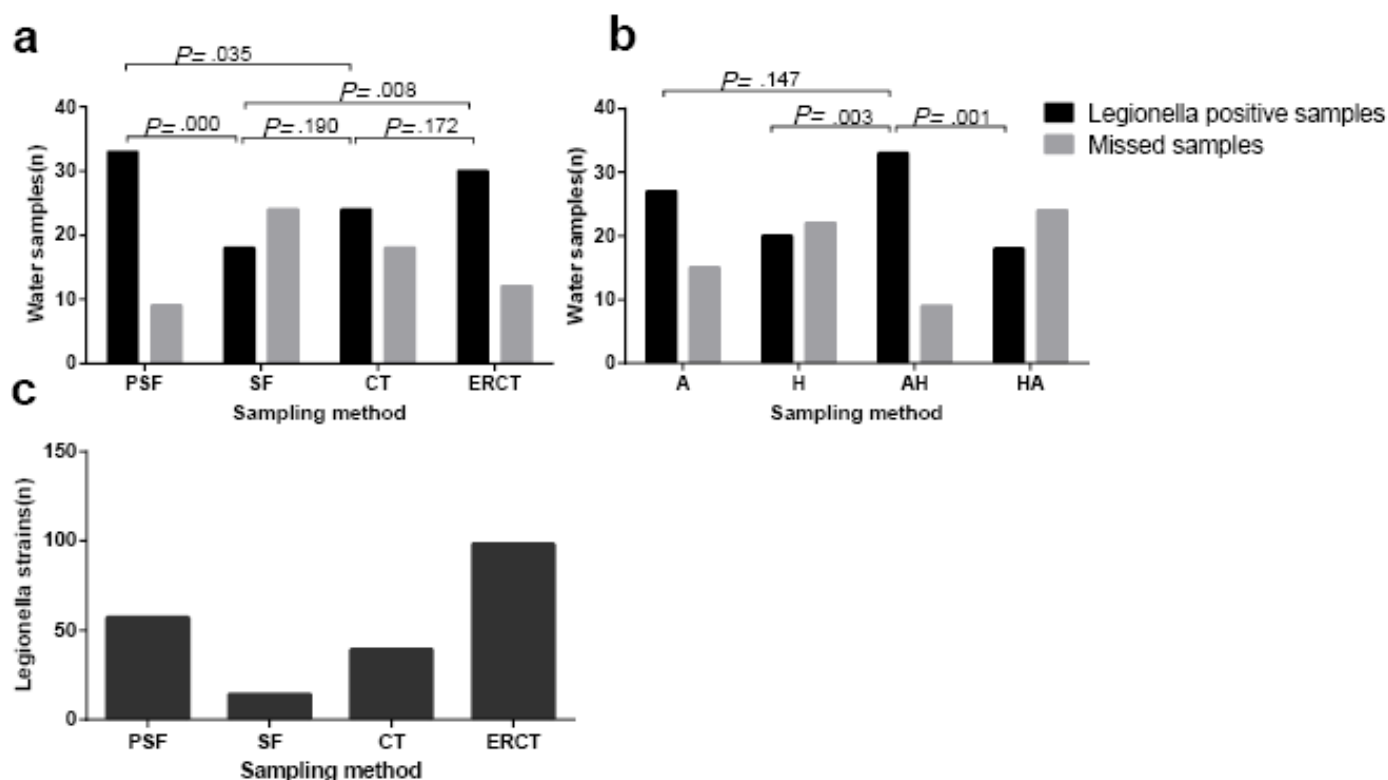 a
P= .035
P= .008
P= .000
P= .190
P= .172
40
30
20
10
0
Water samples(n)
PSF SF CT ERCT
Sampling method
b
P= .147
P= .003
P= .001
40
30
20
10
0
Water samples(n)
A H AH HA
Sampling method
Legionella positive samples
Missed samples
c
150
100
50
0
Legionella strains(n)
PSF SF CT ERCT
Sampling method